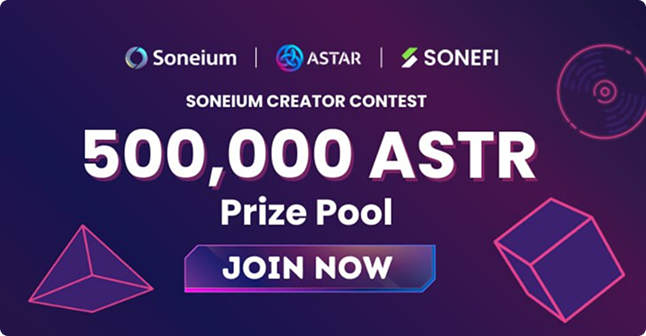 Soneium | ASTAR | SONEFI
SONEIUM CREATOR CONTEST
500,000 ASTR
Prize Pool
JOIN NOW